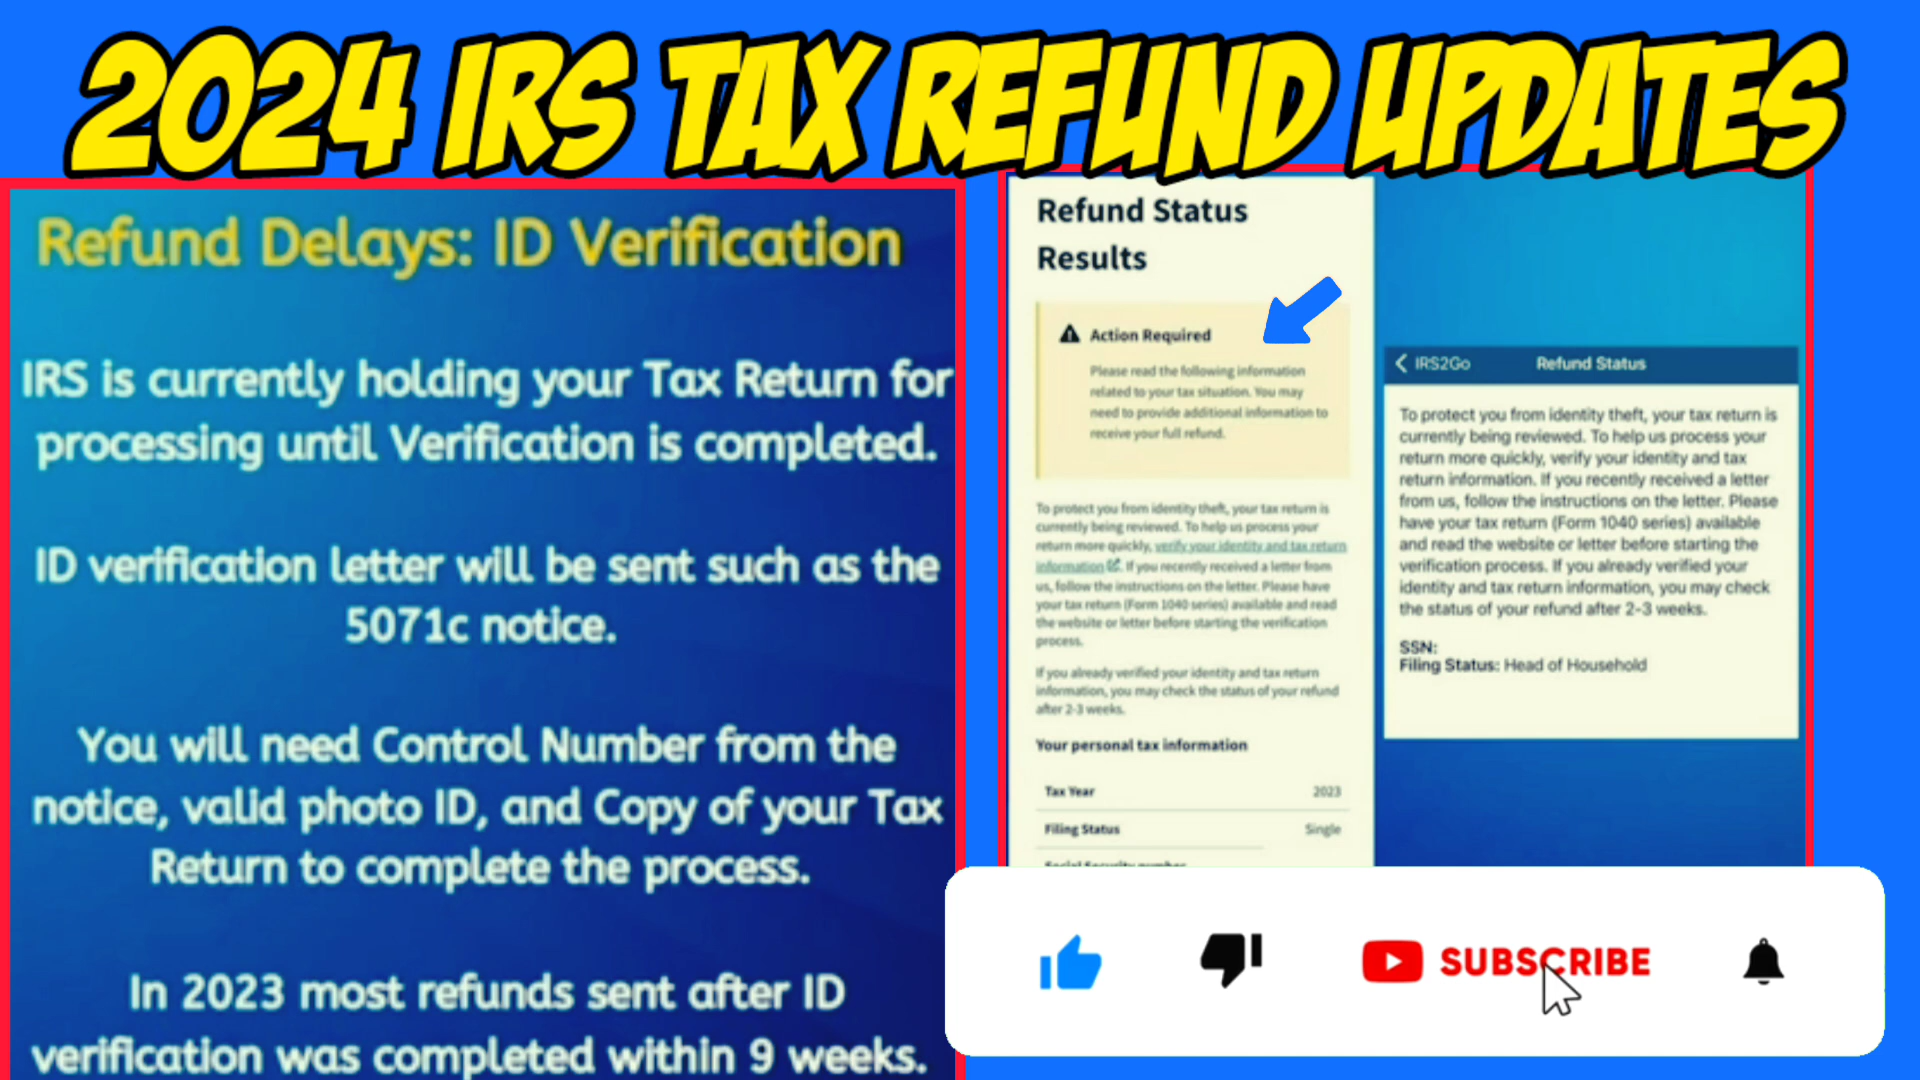 2024 IRS TAX REFUND UPDATES
Refund Delays: ID Verification
IRS is currently holding your Tax Return for
processing until Verification is completed.
ID verification letter will be sent such as the
5071c notice.
You will need Control Number from the
notice, valid photo ID, and Copy of your Tax
Return to complete the process.
In 2023 most refunds sent after ID
verification was completed within 9 weeks.
Refund Status
Results
Action Required
Please read the following information
related to your tax situation. You may
need to provide additional information to
receive your full refund.
To protect you from identity theft, your tax return is
currently being reviewed. To help us process your
return more quickly, verify your identity and tax return
information. If you recently received a letter from
us, follow the instructions on the letter. Please have
your tax return (Form 1040 series) available and read
the website or letter before starting the verification
process.
If you already verified your identity and tax return
information, you may check the status of your refund
after 2-3 weeks.
Your personal tax information
Tax Year 2023
Filing Status Single
Social Security number
IRS2Go Refund Status
To protect you from identity theft, your tax return is
currently being reviewed. To help us process your
return more quickly, verify your identity and tax
return information. If you recently received a letter
from us, follow the instructions on the letter. Please
have your tax return (Form 1040 series) available
and read the website or letter before starting the
verification process. If you already verified your
identity and tax return information, you may check
the status of your refund after 2-3 weeks.
SSN:
Filing Status: Head of Household
SUBSCRIBE